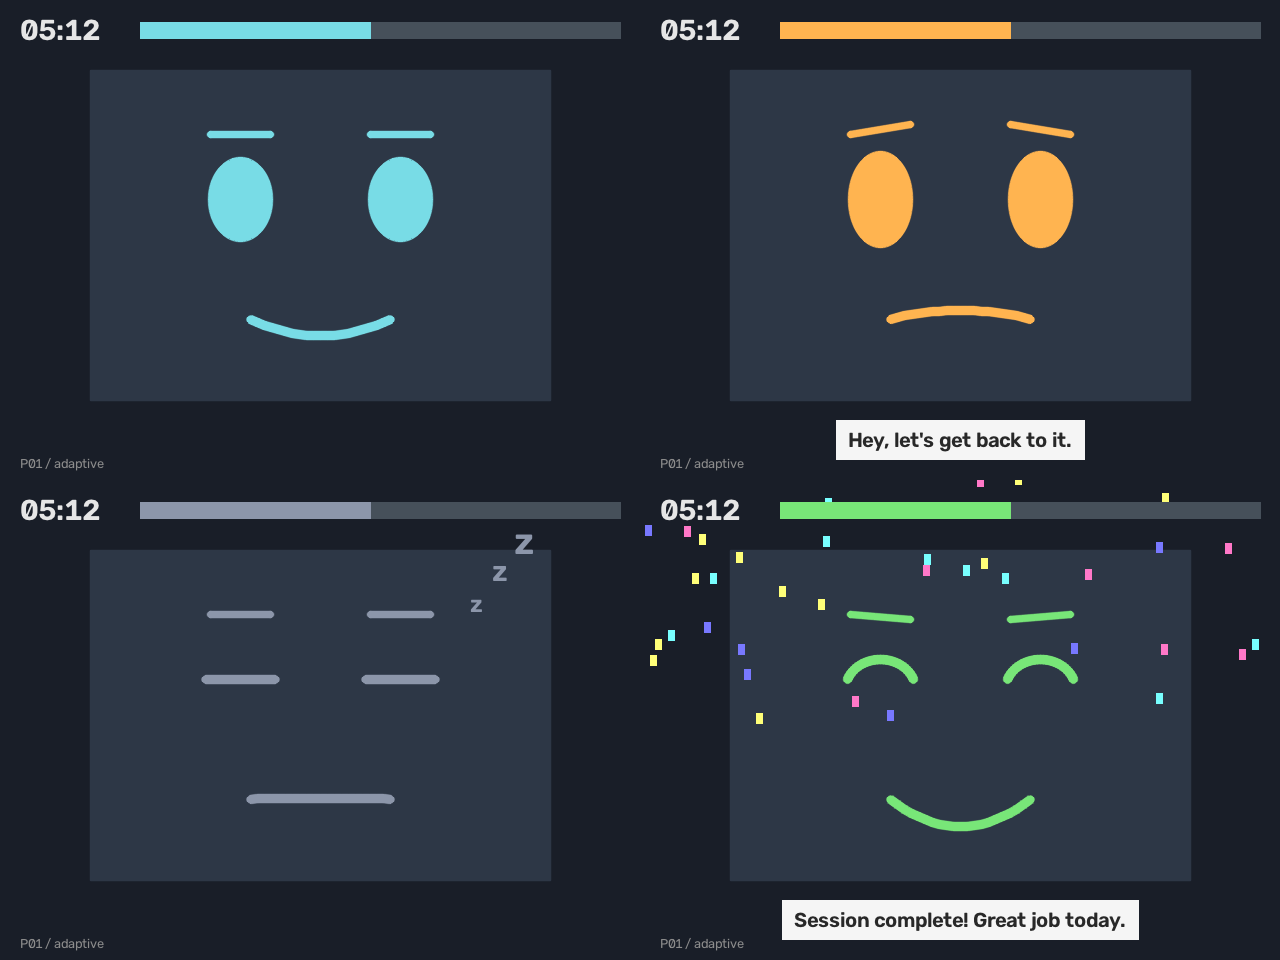 05:12
05:12
Hey, let's get back to it.
P01 / adaptive
P01 / adaptive
05:12
z
z
z
05:12
Session complete! Great job today.
P01 / adaptive
P01 / adaptive